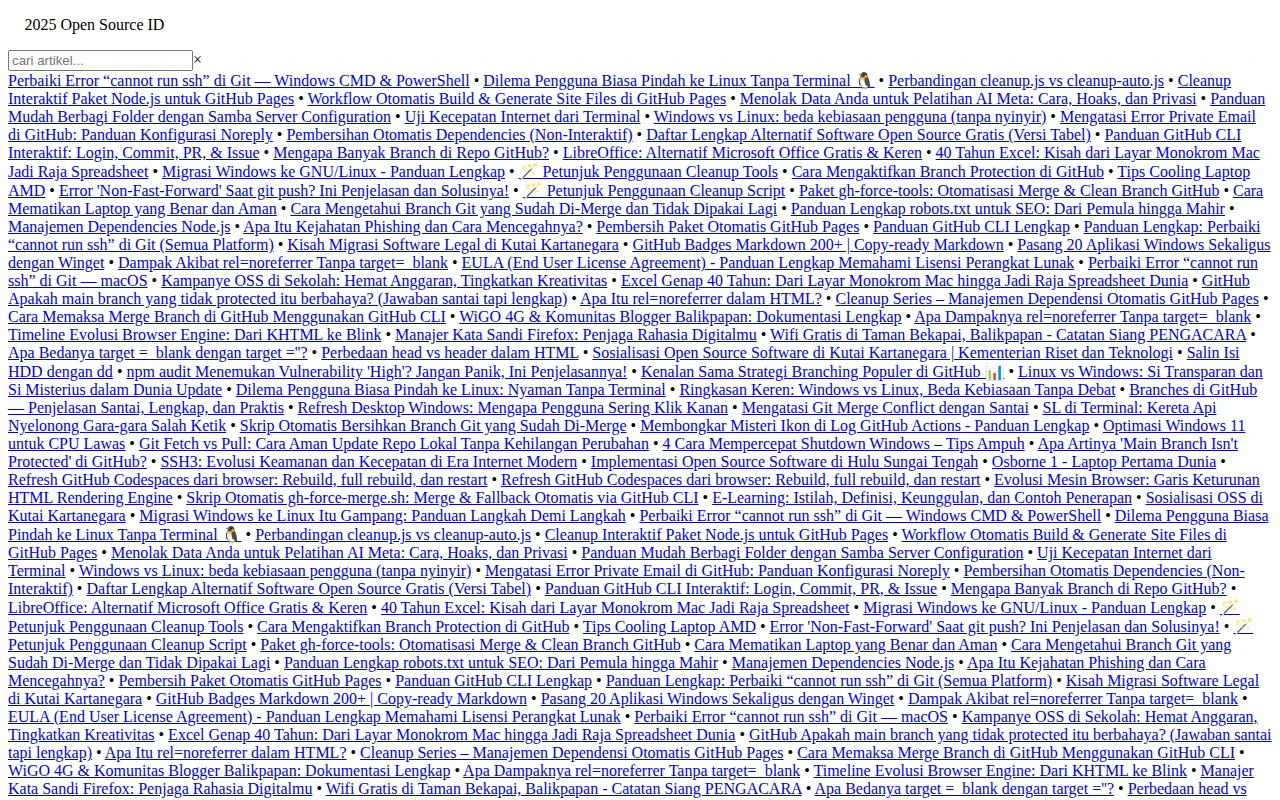 2025 Open Source ID
cari artikel... ×
Perbaiki Error “cannot run ssh” di Git — Windows CMD & PowerShell • Dilema Pengguna Biasa Pindah ke Linux Tanpa Terminal 🐧 • Perbandingan cleanup.js vs cleanup-auto.js • Cleanup
Interaktif Paket Node.js untuk GitHub Pages • Workflow Otomatis Build & Generate Site Files di GitHub Pages • Menolak Data Anda untuk Pelatihan AI Meta: Cara, Hoaks, dan Privasi • Panduan
Mudah Berbagi Folder dengan Samba Server Configuration • Uji Kecepatan Internet dari Terminal • Windows vs Linux: beda kebiasaan pengguna (tanpa nyinyir) • Mengatasi Error Private Email
di GitHub: Panduan Konfigurasi Noreply • Pembersihan Otomatis Dependencies (Non-Interaktif) • Daftar Lengkap Alternatif Software Open Source Gratis (Versi Tabel) • Panduan GitHub CLI
Interaktif: Login, Commit, PR, & Issue • Mengapa Banyak Branch di Repo GitHub? • LibreOffice: Alternatif Microsoft Office Gratis & Keren • 40 Tahun Excel: Kisah dari Layar Monokrom Mac
Jadi Raja Spreadsheet • Migrasi Windows ke GNU/Linux - Panduan Lengkap • 🪄 Petunjuk Penggunaan Cleanup Tools • Cara Mengaktifkan Branch Protection di GitHub • Tips Cooling Laptop
AMD • Error 'Non-Fast-Forward' Saat git push? Ini Penjelasan dan Solusinya! • 🪄 Petunjuk Penggunaan Cleanup Script • Paket gh-force-tools: Otomatisasi Merge & Clean Branch GitHub • Cara
Mematikan Laptop yang Benar dan Aman • Cara Mengetahui Branch Git yang Sudah Di-Merge dan Tidak Dipakai Lagi • Panduan Lengkap robots.txt untuk SEO: Dari Pemula hingga Mahir •
Manajemen Dependencies Node.js • Apa Itu Kejahatan Phishing dan Cara Mencegahnya? • Pembersih Paket Otomatis GitHub Pages • Panduan GitHub CLI Lengkap • Panduan Lengkap: Perbaiki
“cannot run ssh” di Git (Semua Platform) • Kisah Migrasi Software Legal di Kutai Kartanegara • GitHub Badges Markdown 200+ | Copy-ready Markdown • Pasang 20 Aplikasi Windows Sekaligus
dengan Winget • Dampak Akibat rel=noreferrer Tanpa target=_blank • EULA (End User License Agreement) - Panduan Lengkap Memahami Lisensi Perangkat Lunak • Perbaiki Error “cannot run
ssh” di Git — macOS • Kampanye OSS di Sekolah: Hemat Anggaran, Tingkatkan Kreativitas • Excel Genap 40 Tahun: Dari Layar Monokrom Mac hingga Jadi Raja Spreadsheet Dunia • GitHub
Apakah main branch yang tidak protected itu berbahaya? (Jawaban santai tapi lengkap) • Apa Itu rel=noreferrer dalam HTML? • Cleanup Series – Manajemen Dependensi Otomatis GitHub Pages •
Cara Memaksa Merge Branch di GitHub Menggunakan GitHub CLI • WiGO 4G & Komunitas Blogger Balikpapan: Dokumentasi Lengkap • Apa Dampaknya rel=noreferrer Tanpa target=_blank •
Timeline Evolusi Browser Engine: Dari KHTML ke Blink • Manajer Kata Sandi Firefox: Penjaga Rahasia Digitalmu • Wifi Gratis di Taman Bekapai, Balikpapan - Catatan Siang PENGACARA •
Apa Bedanya target =_blank dengan target =''? • Perbedaan head vs header dalam HTML • Sosialisasi Open Source Software di Kutai Kartanegara | Kementerian Riset dan Teknologi • Salin Isi
HDD dengan dd • npm audit Menemukan Vulnerability 'High'? Jangan Panik, Ini Penjelasannya! • Kenalan Sama Strategi Branching Populer di GitHub 📊 • Linux vs Windows: Si Transparan dan
Si Misterius dalam Dunia Update • Dilema Pengguna Biasa Pindah ke Linux: Nyaman Tanpa Terminal • Ringkasan Keren: Windows vs Linux, Beda Kebiasaan Tanpa Debat • Branches di GitHub
— Penjelasan Santai, Lengkap, dan Praktis • Refresh Desktop Windows: Mengapa Pengguna Sering Klik Kanan • Mengatasi Git Merge Conflict dengan Santai • SL di Terminal: Kereta Api
Nyelonong Gara-gara Salah Ketik • Skrip Otomatis Bersihkan Branch Git yang Sudah Di-Merge • Membongkar Misteri Ikon di Log GitHub Actions - Panduan Lengkap • Optimasi Windows 11
untuk CPU Lawas • Git Fetch vs Pull: Cara Aman Update Repo Lokal Tanpa Kehilangan Perubahan • 4 Cara Mempercepat Shutdown Windows – Tips Ampuh • Apa Artinya 'Main Branch Isn't
Protected' di GitHub? • SSH3: Evolusi Keamanan dan Kecepatan di Era Internet Modern • Implementasi Open Source Software di Hulu Sungai Tengah • Osborne 1 - Laptop Pertama Dunia •
Refresh GitHub Codespaces dari browser: Rebuild, full rebuild, dan restart • Refresh GitHub Codespaces dari browser: Rebuild, full rebuild, dan restart • Evolusi Mesin Browser: Garis Keturunan
HTML Rendering Engine • Skrip Otomatis gh-force-merge.sh: Merge & Fallback Otomatis via GitHub CLI • E-Learning: Istilah, Definisi, Keunggulan, dan Contoh Penerapan • Sosialisasi OSS di
Kutai Kartanegara • Migrasi Windows ke Linux Itu Gampang: Panduan Langkah Demi Langkah • Perbaiki Error “cannot run ssh” di Git — Windows CMD & PowerShell • Dilema Pengguna Biasa
Pindah ke Linux Tanpa Terminal 🐧 • Perbandingan cleanup.js vs cleanup-auto.js • Cleanup Interaktif Paket Node.js untuk GitHub Pages • Workflow Otomatis Build & Generate Site Files di
GitHub Pages • Menolak Data Anda untuk Pelatihan AI Meta: Cara, Hoaks, dan Privasi • Panduan Mudah Berbagi Folder dengan Samba Server Configuration • Uji Kecepatan Internet dari
Terminal • Windows vs Linux: beda kebiasaan pengguna (tanpa nyinyir) • Mengatasi Error Private Email di GitHub: Panduan Konfigurasi Noreply • Pembersihan Otomatis Dependencies (Non-
Interaktif) • Daftar Lengkap Alternatif Software Open Source Gratis (Versi Tabel) • Panduan GitHub CLI Interaktif: Login, Commit, PR, & Issue • Mengapa Banyak Branch di Repo GitHub? •
LibreOffice: Alternatif Microsoft Office Gratis & Keren • 40 Tahun Excel: Kisah dari Layar Monokrom Mac Jadi Raja Spreadsheet • Migrasi Windows ke GNU/Linux - Panduan Lengkap • 🪄
Petunjuk Penggunaan Cleanup Tools • Cara Mengaktifkan Branch Protection di GitHub • Tips Cooling Laptop AMD • Error 'Non-Fast-Forward' Saat git push? Ini Penjelasan dan Solusinya! • 🪄
Petunjuk Penggunaan Cleanup Script • Paket gh-force-tools: Otomatisasi Merge & Clean Branch GitHub • Cara Mematikan Laptop yang Benar dan Aman • Cara Mengetahui Branch Git yang
Sudah Di-Merge dan Tidak Dipakai Lagi • Panduan Lengkap robots.txt untuk SEO: Dari Pemula hingga Mahir • Manajemen Dependencies Node.js • Apa Itu Kejahatan Phishing dan Cara
Mencegahnya? • Pembersih Paket Otomatis GitHub Pages • Panduan GitHub CLI Lengkap • Panduan Lengkap: Perbaiki “cannot run ssh” di Git (Semua Platform) • Kisah Migrasi Software Legal
di Kutai Kartanegara • GitHub Badges Markdown 200+ | Copy-ready Markdown • Pasang 20 Aplikasi Windows Sekaligus dengan Winget • Dampak Akibat rel=noreferrer Tanpa target=_blank •
EULA (End User License Agreement) - Panduan Lengkap Memahami Lisensi Perangkat Lunak • Perbaiki Error “cannot run ssh” di Git — macOS • Kampanye OSS di Sekolah: Hemat Anggaran,
Tingkatkan Kreativitas • Excel Genap 40 Tahun: Dari Layar Monokrom Mac hingga Jadi Raja Spreadsheet Dunia • GitHub Apakah main branch yang tidak protected itu berbahaya? (Jawaban santai
tapi lengkap) • Apa Itu rel=noreferrer dalam HTML? • Cleanup Series – Manajemen Dependensi Otomatis GitHub Pages • Cara Memaksa Merge Branch di GitHub Menggunakan GitHub CLI •
WiGO 4G & Komunitas Blogger Balikpapan: Dokumentasi Lengkap • Apa Dampaknya rel=noreferrer Tanpa target=_blank • Timeline Evolusi Browser Engine: Dari KHTML ke Blink • Manajer
Kata Sandi Firefox: Penjaga Rahasia Digitalmu • Wifi Gratis di Taman Bekapai, Balikpapan - Catatan Siang PENGACARA • Apa Bedanya target =_blank dengan target =''? • Perbedaan head vs